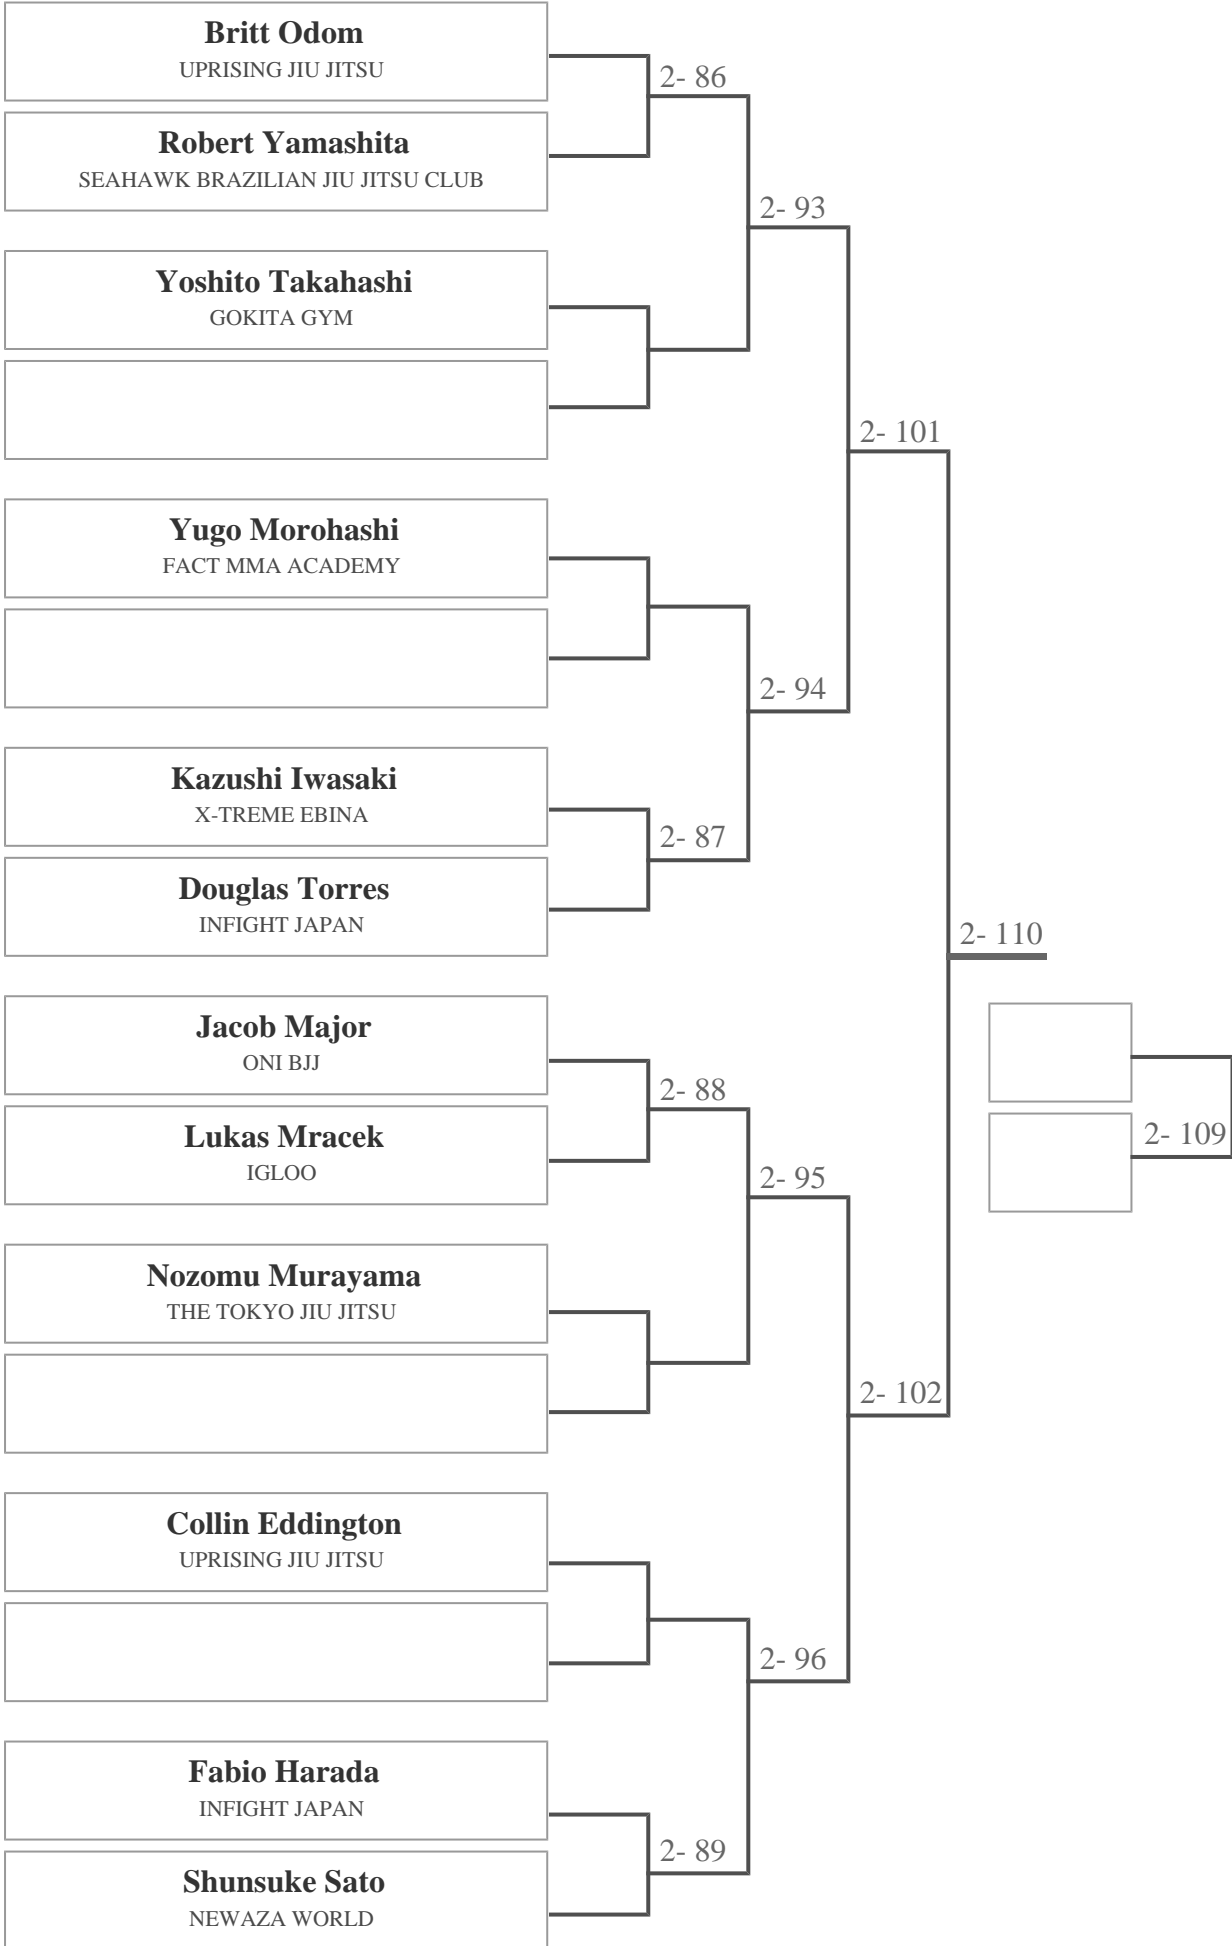 Britt Odom
UPRISING JIU JITSU
2- 86
Robert Yamashita
SEAHAWK BRAZILIAN JIU JITSU CLUB
2- 93
Yoshito Takahashi
GOKITA GYM
2- 101
Yugo Morohashi
FACT MMA ACADEMY
2- 94
Kazushi Iwasaki
X-TREME EBINA
2- 87
Douglas Torres
INFIGHT JAPAN
2- 110
Jacob Major
ONI BJJ
2- 88
Lukas Mracek
IGLOO
2- 109
2- 95
Nozomu Murayama
THE TOKYO JIU JITSU
2- 102
Collin Eddington
UPRISING JIU JITSU
2- 96
Fabio Harada
INFIGHT JAPAN
2- 89
Shunsuke Sato
NEWAZA WORLD